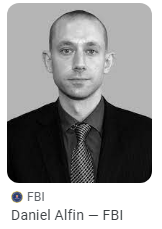 FBI
Daniel Alfin — FBI